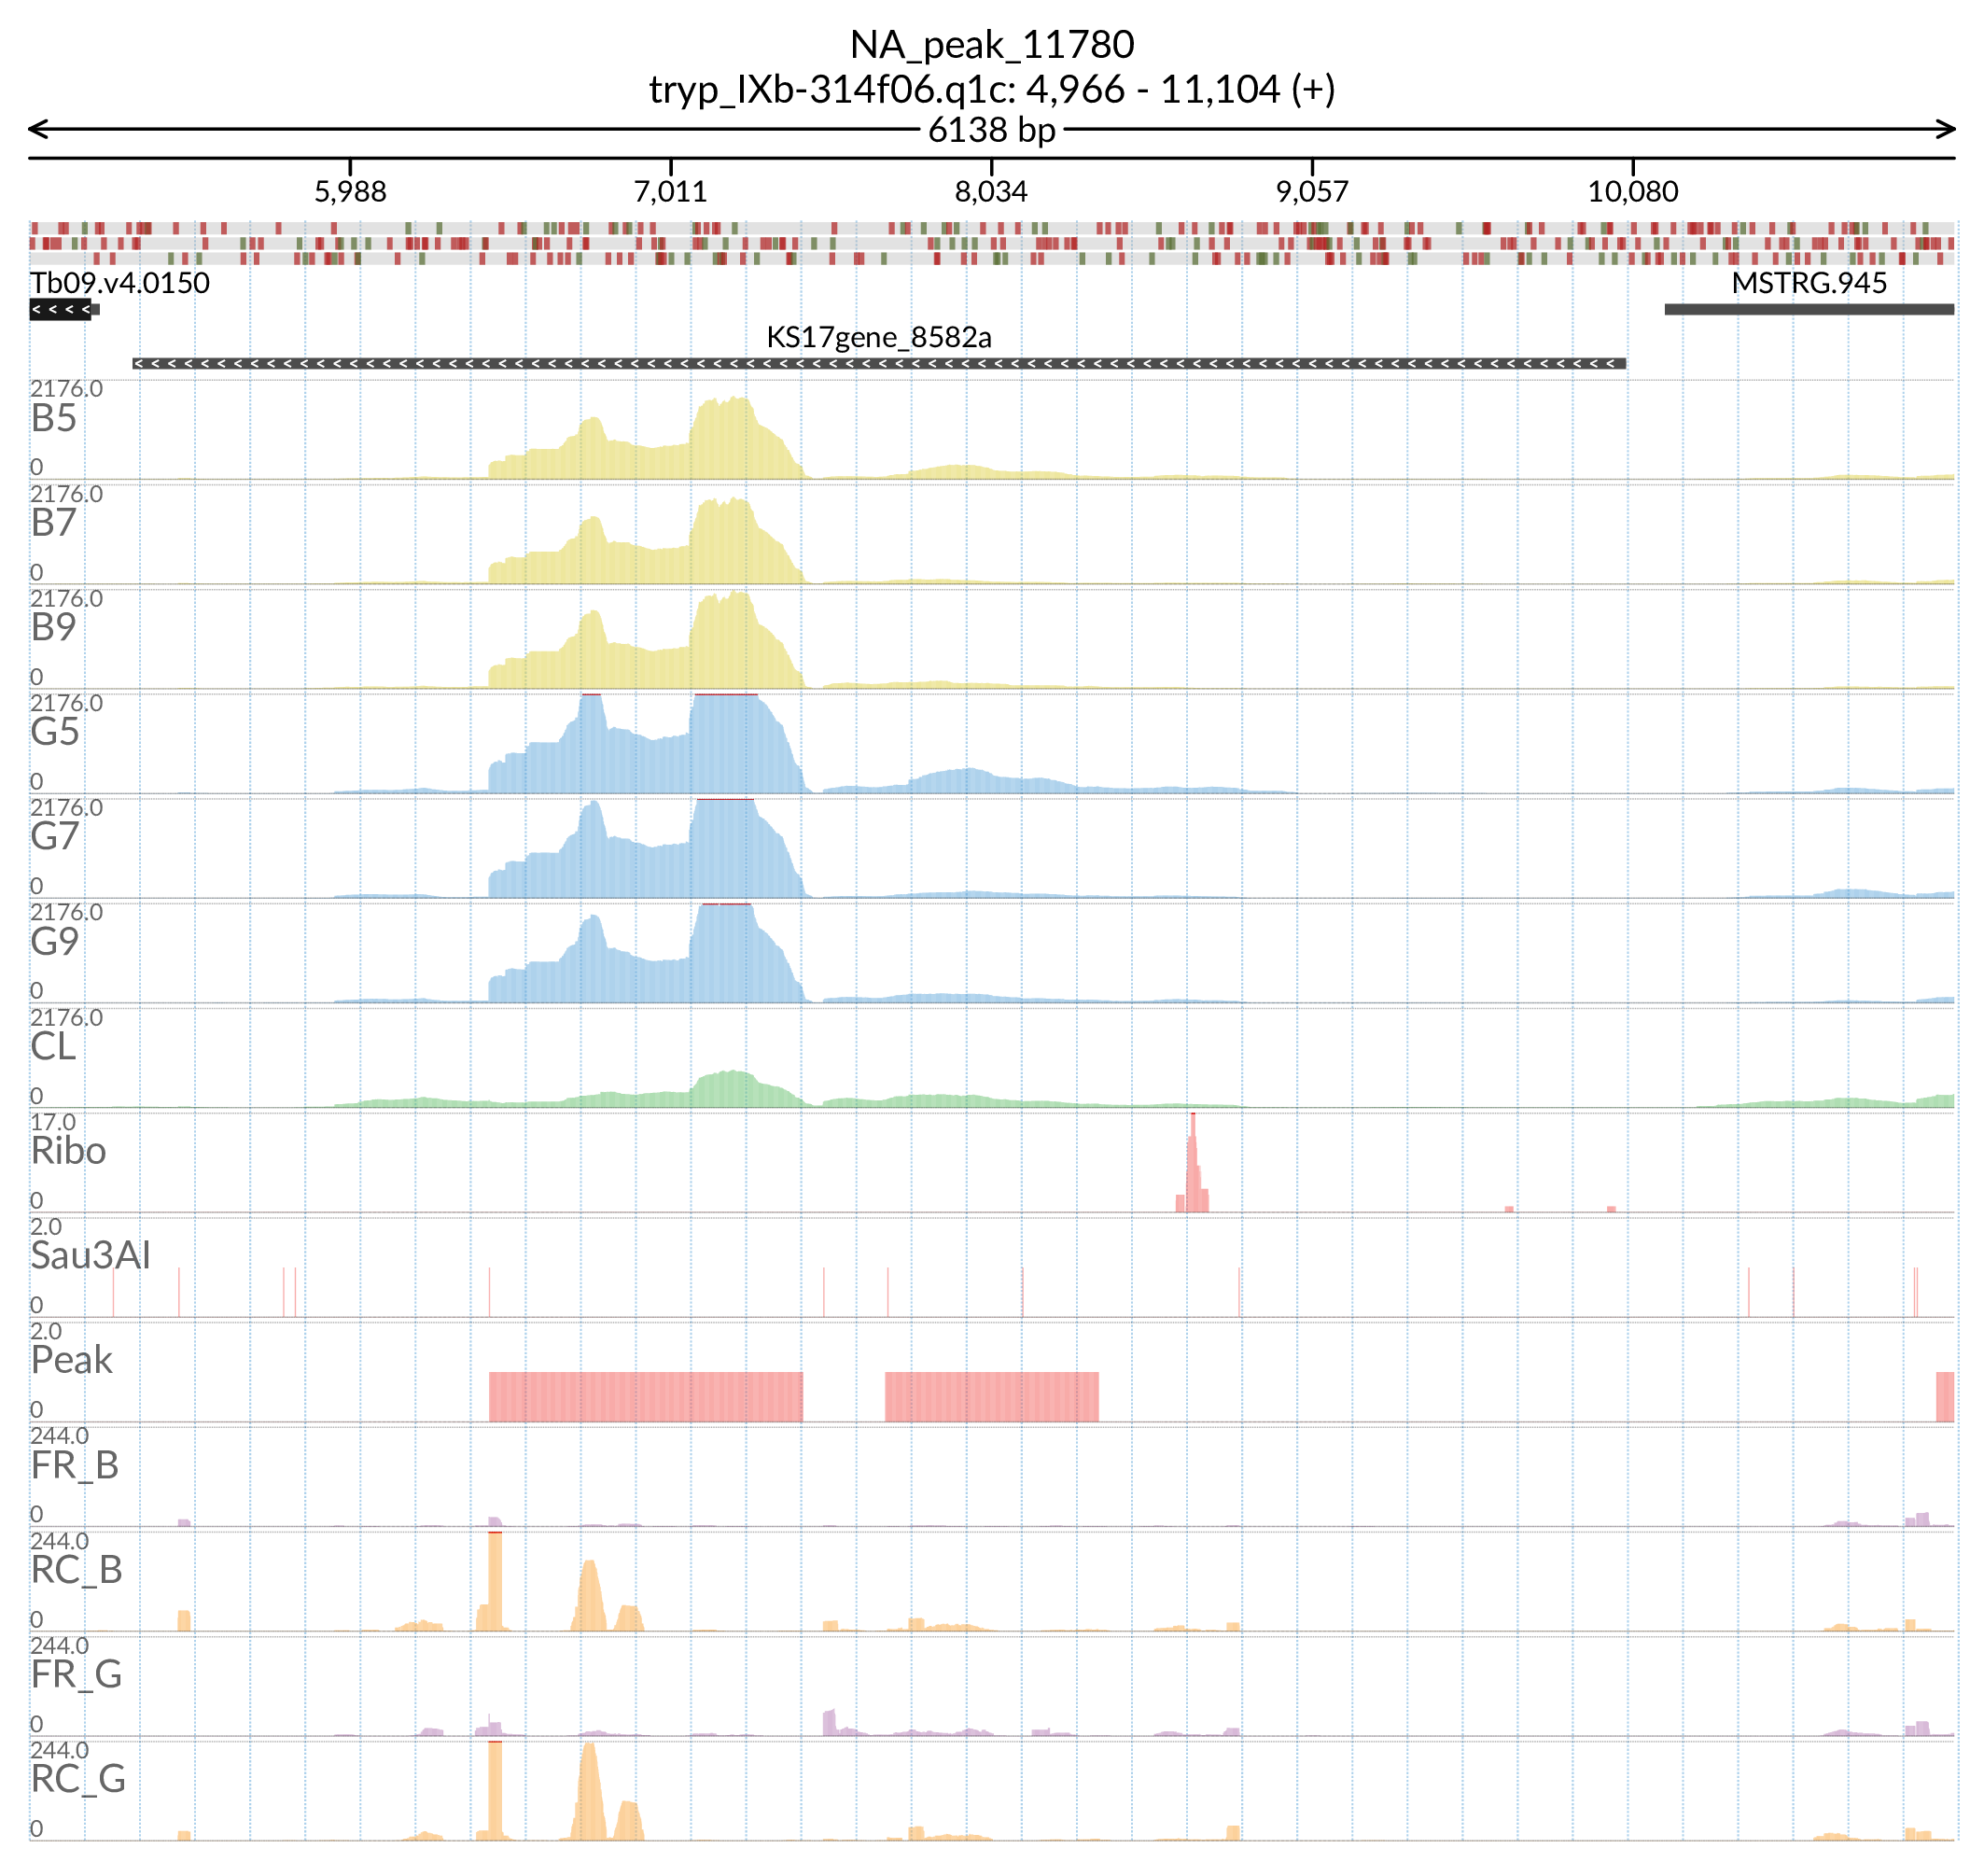 NA_peak_11780
tryp_IXb-314f06.q1c: 4,966 - 11,104 (+)
6138 bp
5,988 7,011 8,034 9,057 10,080
Tb09.v4.0150 MSTRG.945
KS17gene_8582a
2176.0
B5
0
2176.0
B7
0
2176.0
B9
0
2176.0
G5
0
2176.0
G7
0
2176.0
G9
0
2176.0
CL
0
17.0
Ribo
0
2.0
Sau3AI
0
2.0
Peak
0
244.0
FR_B
0
244.0
RC_B
0
244.0
FR_G
0
244.0
RC_G
0